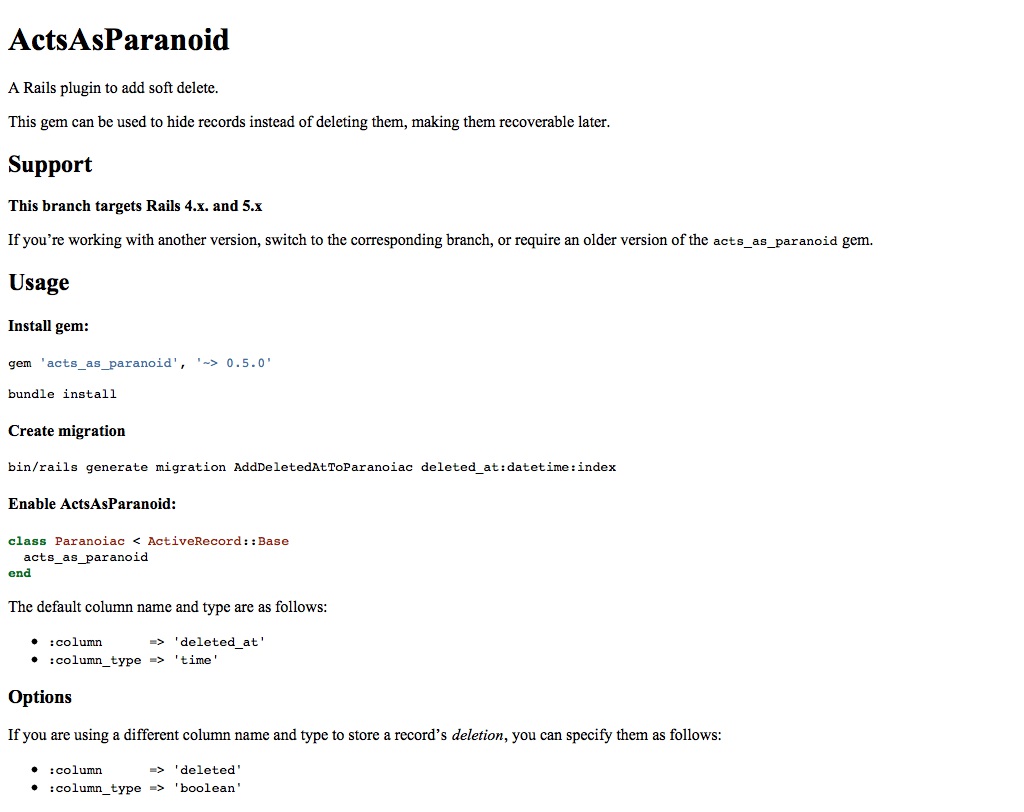 ActsAsParanoid
A Rails plugin to add soft delete.
This gem can be used to hide records instead of deleting them, making them recoverable later.
Support
This branch targets Rails 4.x. and 5.x
If you’re working with another version, switch to the corresponding branch, or require an older version of the acts_as_paranoid gem.
Usage
Install gem:
gem 'acts_as_paranoid', '~> 0.5.0'
bundle install
Create migration
bin/rails generate migration AddDeletedAtToParanoiac deleted_at:datetime:index
Enable ActsAsParanoid:
class Paranoiac < ActiveRecord::Base
  acts_as_paranoid
end
The default column name and type are as follows:
• :column      => 'deleted_at'
• :column_type => 'time'
Options
If you are using a different column name and type to store a record’s deletion, you can specify them as follows:
• :column      => 'deleted'
• :column_type => 'boolean'